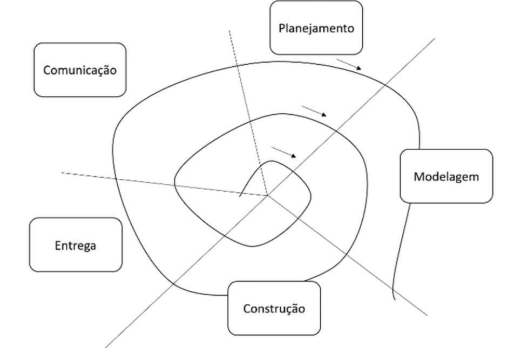 Planejamento
Comunicação
Modelagem
Entrega
Construção